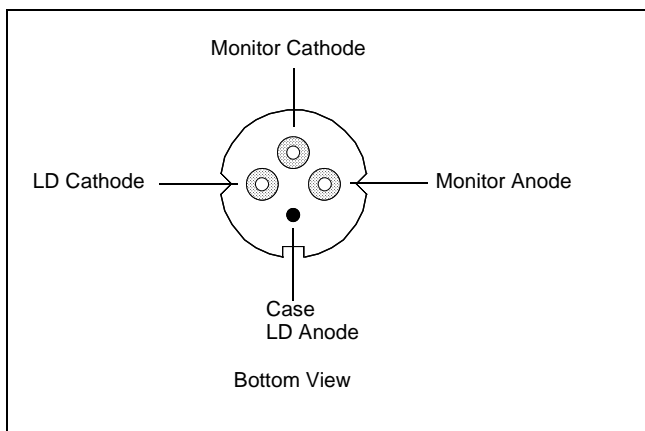 Monitor Cathode
LD Cathode
Monitor Anode
Case
LD Anode
Bottom View